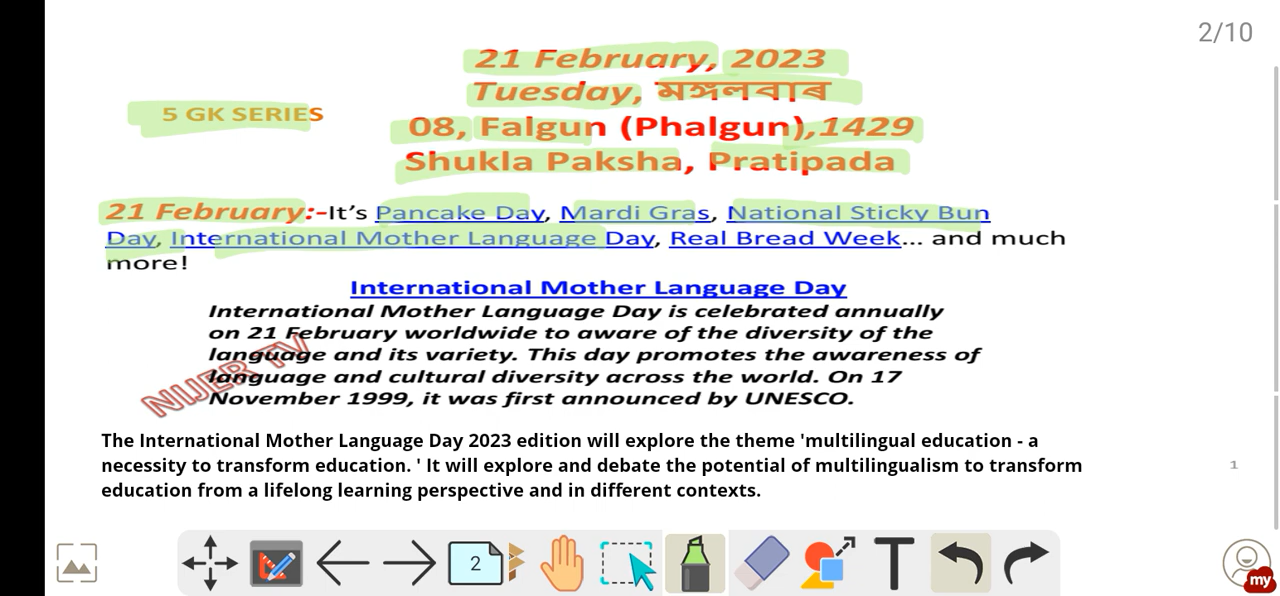 2/10
21 February, 2023
Tuesday, মঙ্গলবাৰ
5 GK SERIES
08, Falgun (Phalgun),1429
Shukla Paksha, Pratipada
21 February:-It’s Pancake Day, Mardi Gras, National Sticky Bun
Day, International Mother Language Day, Real Bread Week... and much
more!
International Mother Language Day
International Mother Language Day is celebrated annually
on 21 February worldwide to aware of the diversity of the
language and its variety. This day promotes the awareness of
language and cultural diversity across the world. On 17
November 1999, it was first announced by UNESCO.
NIJER TV
The International Mother Language Day 2023 edition will explore the theme 'multilingual education - a
necessity to transform education. ' It will explore and debate the potential of multilingualism to transform
education from a lifelong learning perspective and in different contexts.
1
2
T
my